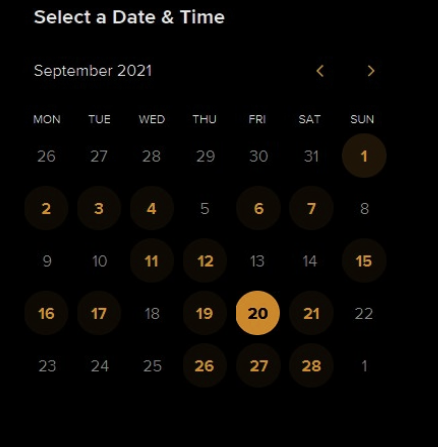 Select a Date & Time
September 2021
MON TUE WED THU FRI SAT SUN
26 27 28 29 30 31 1
2 3 4 5 6 7 8
9 10 11 12 13 14 15
16 17 18 19 20 21 22
23 24 25 26 27 28 1